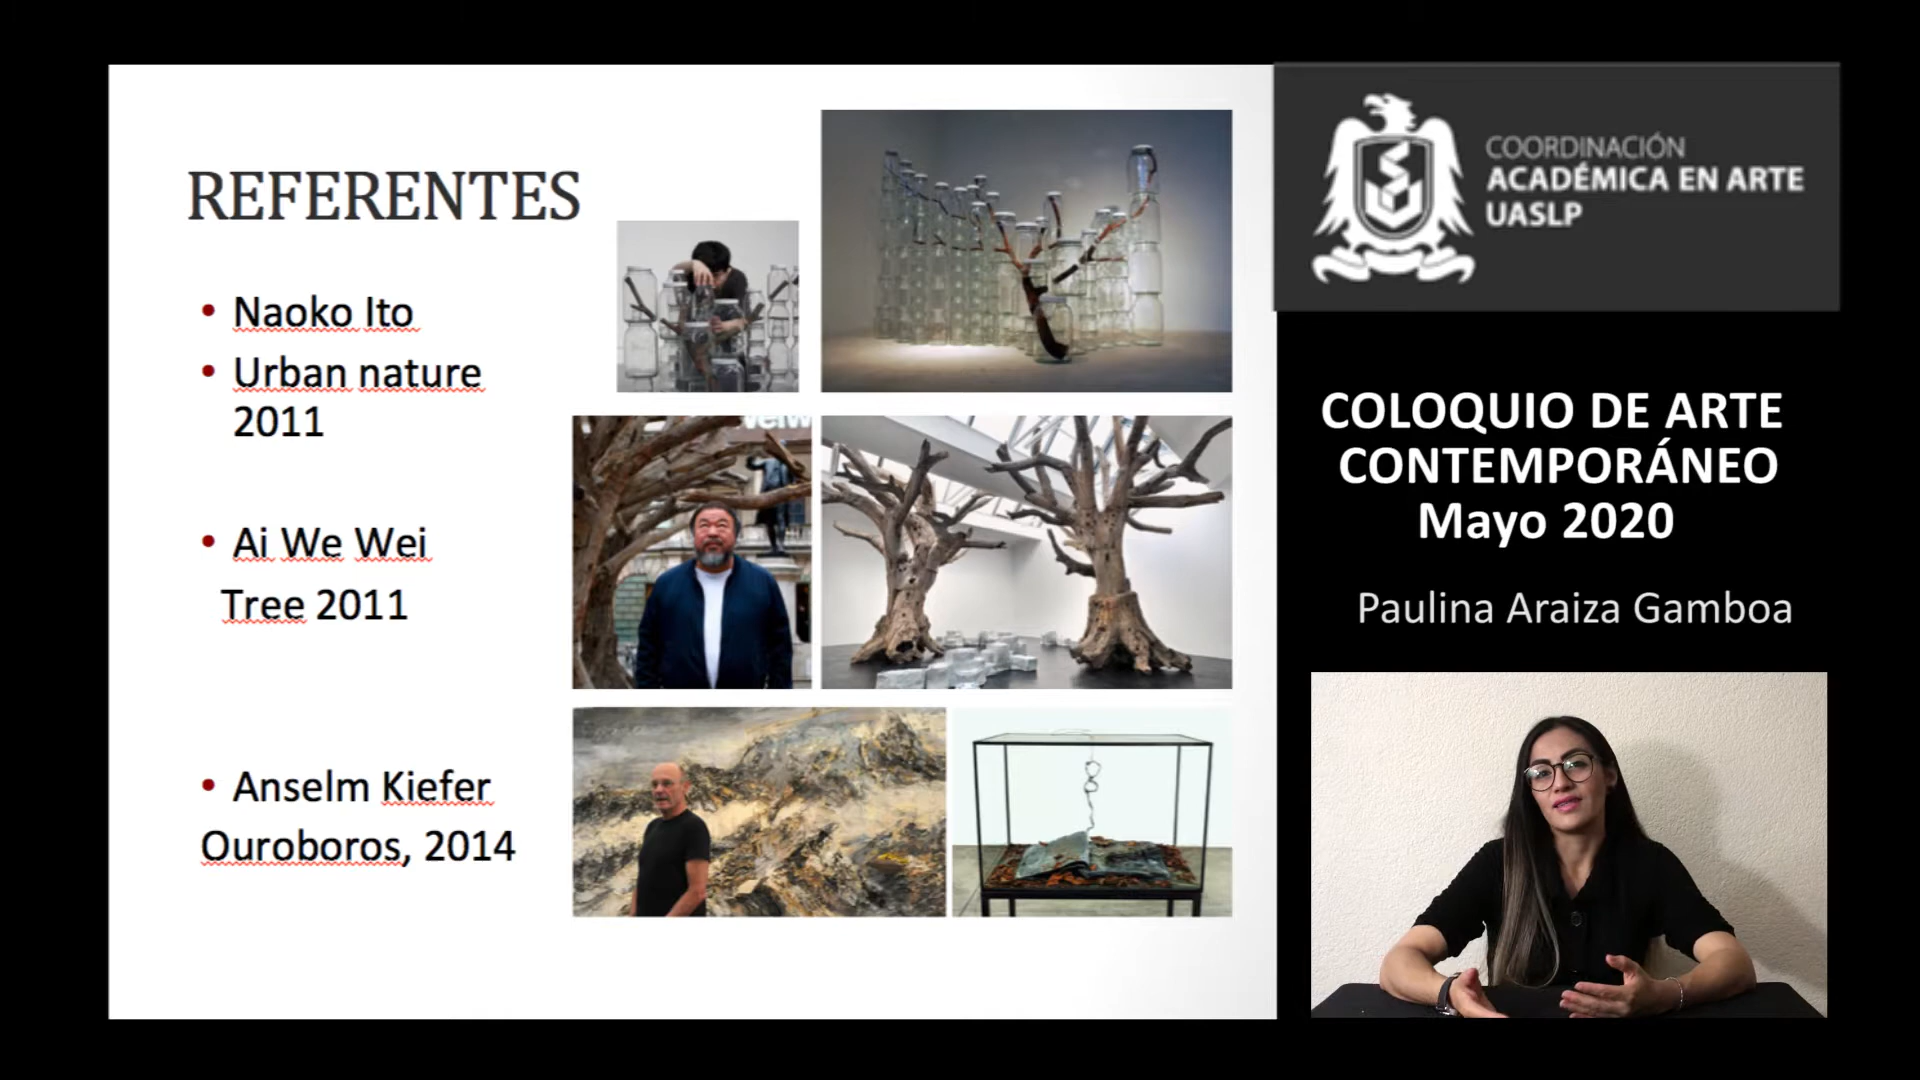 REFERENTES
• Naoko Ito
• Urban nature
2011
• Ai We Wei
Tree 2011
• Anselm Kiefer
Ouroboros, 2014
COORDINACIÓN
ACADÉMICA EN ARTE
UASLP
COLOQUIO DE ARTE
CONTEMPORÁNEO
Mayo 2020
Paulina Araiza Gamboa